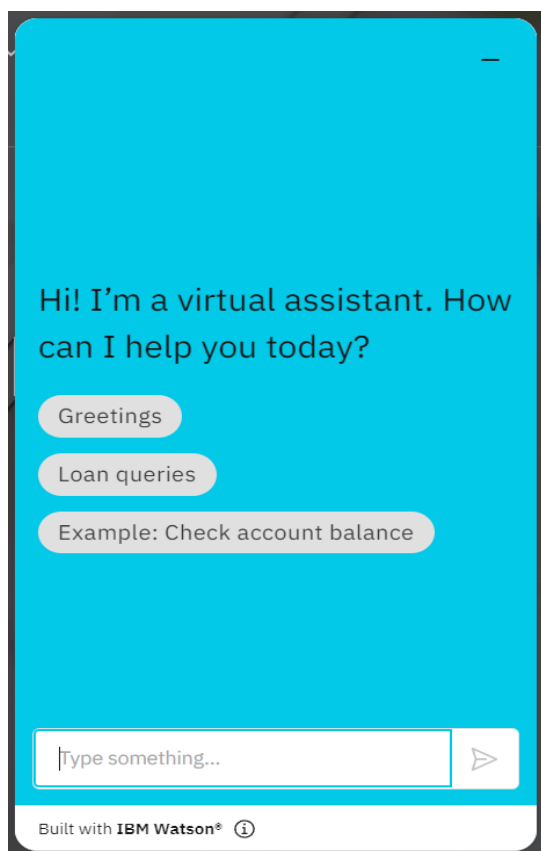 Hi! I’m a virtual assistant. How
can I help you today?
Greetings
Loan queries
Example: Check account balance
Type something...
Built with IBM Watson®